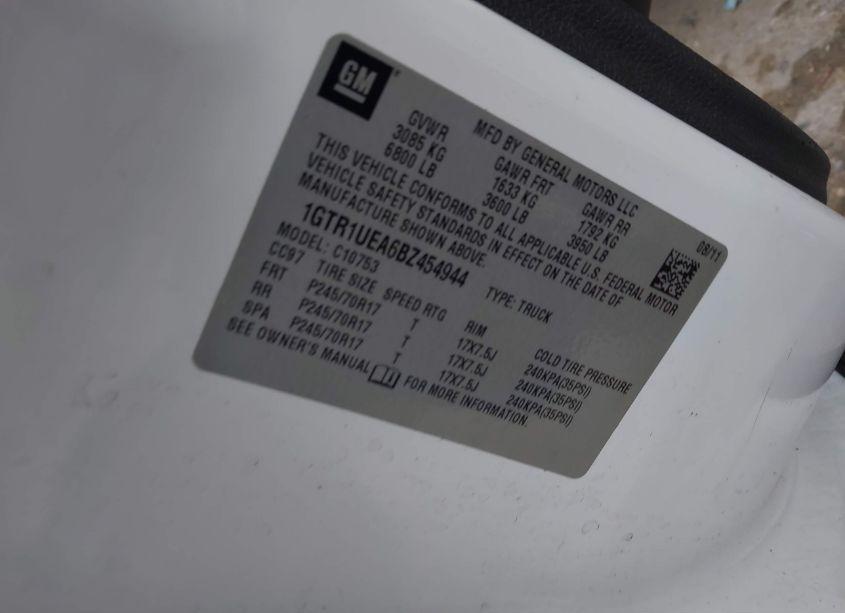 GM
MFD BY GENERAL MOTORS LLC 08/11
GVWR GAWR FRT GAWR RR
3085 KG 1633 KG 1792 KG
6800 LB 3600 LB 3950 LB
THIS VEHICLE CONFORMS TO ALL APPLICABLE U.S. FEDERAL MOTOR
VEHICLE SAFETY STANDARDS IN EFFECT ON THE DATE OF
MANUFACTURE SHOWN ABOVE.
1GTR1UEA6BZ454944 TYPE: TRUCK
MODEL: C10753
CC97 TIRE SIZE SPEED RTG RIM COLD TIRE PRESSURE
FRT P245/70R17 T 17X7.5J 240KPA(35PSI)
RR P245/70R17 T 17X7.5J 240KPA(35PSI)
SPA P245/70R17 T 17X7.5J 240KPA(35PSI)
SEE OWNER'S MANUAL FOR MORE INFORMATION.